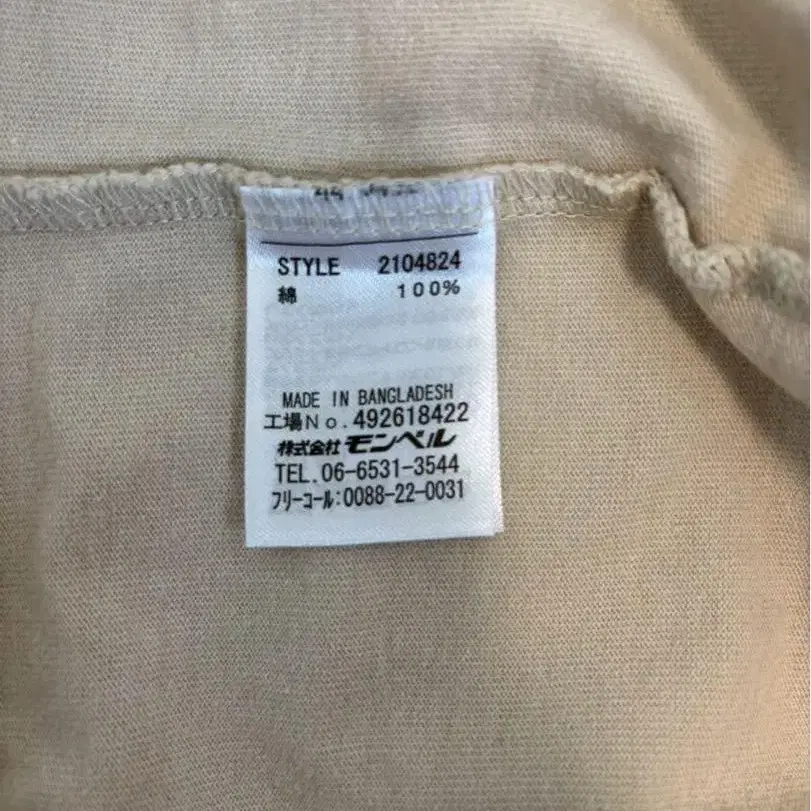 STYLE 2104824
綿 100%
MADE IN BANGLADESH
工場No.492618422
株式会社モンベル
TEL.06-6531-3544
フリーコール:0088-22-0031